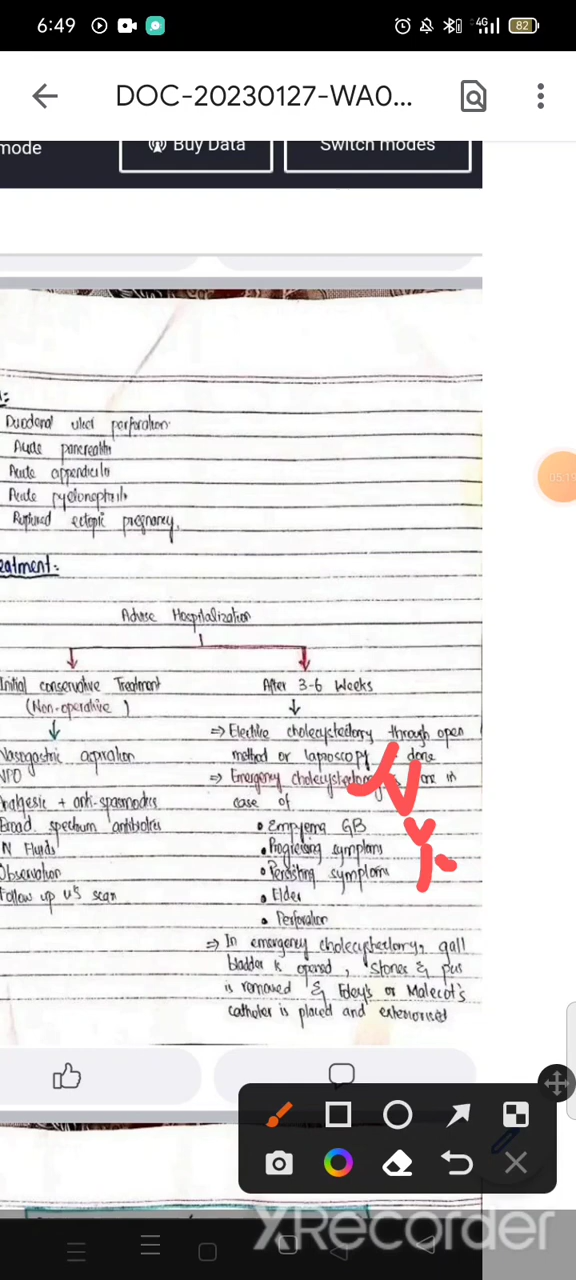 6:49
4G
82
DOC-20230127-WA0...
mode
Buy Data
Switch modes
Duodenal ulcer perforation
Acute pancreatitis
Acute appendicitis
Acute pyelonephritis
Ruptured ectopic pregnancy.
eatment:
05:19
Advise Hospitalization
Initial conservative Treatment
(Non-operative)
After 3-6 Weeks
⇒ Elective cholecystectomy through open
method or laposcopy done
Nasogastric aspiration
NPO
⇒ Emergency cholecystectomy
case of
Analgesic + anti-spasmodics
Broad spectrum antibiotics
IV Fluids
Observation
Follow up U/S scan
• Empyema GB
• Progressing symptoms
• Persisting symptoms
• Elder
• Perforation
⇒ In emergency cholecystectomy, gall
bladder is opened, stones & pus
is removed & Foley's or Malecot's
catheter is placed and exteriorised
XRecorder